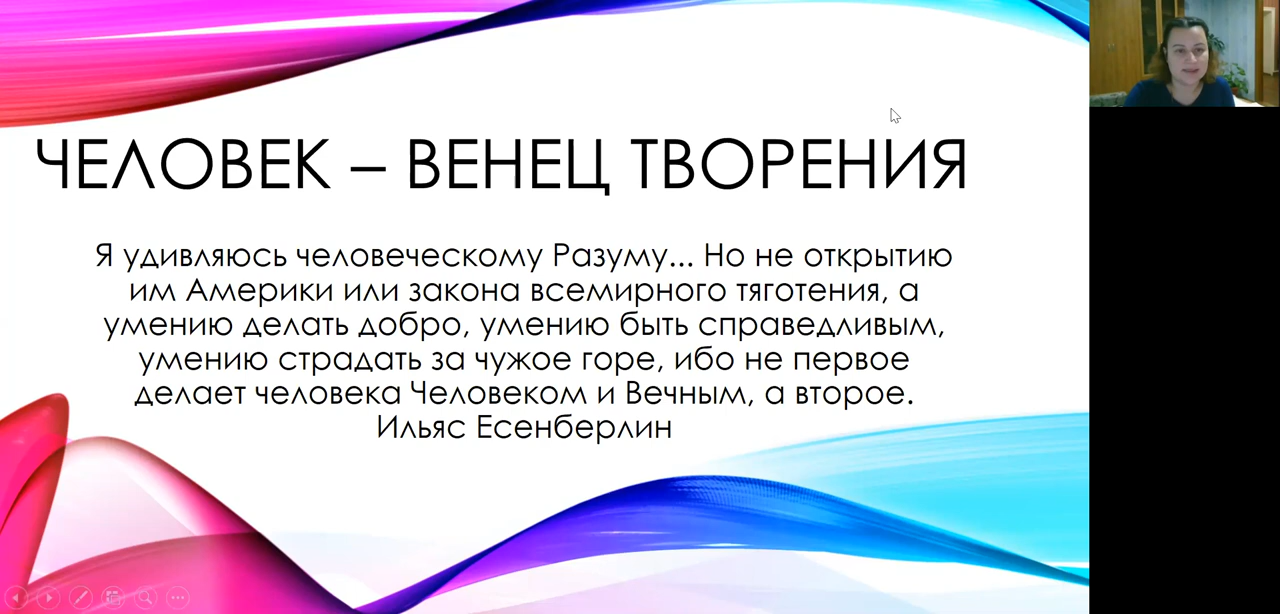 ЧЕЛОВЕК – ВЕНЕЦ ТВОРЕНИЯ
Я удивляюсь человеческому Разуму... Но не открытию
им Америки или закона всемирного тяготения, а
умению делать добро, умению быть справедливым,
умению страдать за чужое горе, ибо не первое
делает человека Человеком и Вечным, а второе.
Ильяс Есенберлин